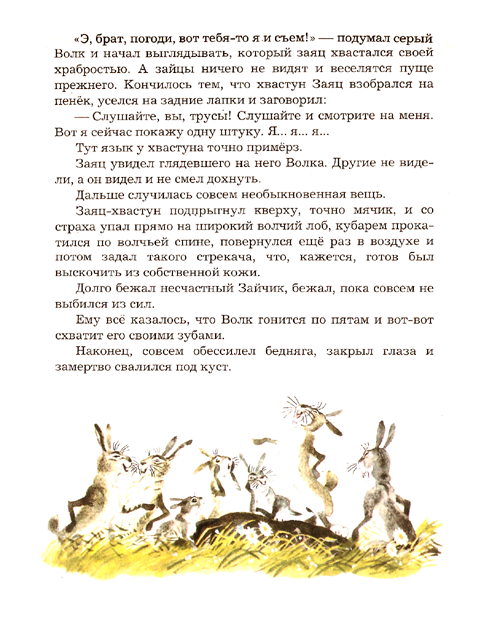 «Э, брат, погоди, вот тебя-то я и съем!» — подумал серый
Волк и начал выглядывать, который заяц хвастался своей
храбростью. А зайцы ничего не видят и веселятся пуще
прежнего. Кончилось тем, что хвастун Заяц взобрался на
пенёк, уселся на задние лапки и заговорил:
— Слушайте, вы, трусы! Слушайте и смотрите на меня.
Вот я сейчас покажу одну штуку. Я... я... я...
Тут язык у хвастуна точно примёрз.
Заяц увидел глядевшего на него Волка. Другие не виде-
ли, а он видел и не смел дохнуть.
Дальше случилась совсем необыкновенная вещь.
Заяц-хвастун подпрыгнул кверху, точно мячик, и со
страха упал прямо на широкий волчий лоб, кубарем прока-
тился по волчьей спине, повернулся ещё раз в воздухе и
потом задал такого стрекача, что, кажется, готов был
выскочить из собственной кожи.
Долго бежал несчастный Зайчик, бежал, пока совсем не
выбился из сил.
Ему всё казалось, что Волк гонится по пятам и вот-вот
схватит его своими зубами.
Наконец, совсем обессилел бедняга, закрыл глаза и
замертво свалился под куст.